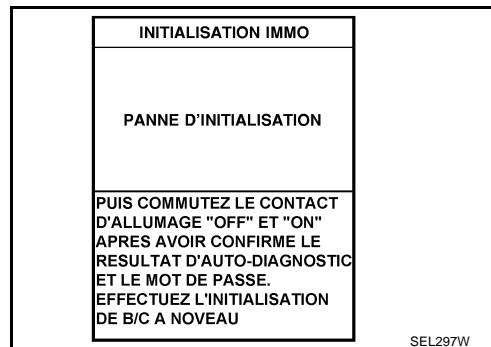 INITIALISATION IMMO
PANNE D'INITIALISATION
PUIS COMMUTEZ LE CONTACT
D'ALLUMAGE "OFF" ET "ON"
APRES AVOIR CONFIRME LE
RESULTAT D'AUTO-DIAGNOSTIC
ET LE MOT DE PASSE.
EFFECTUEZ L'INITIALISATION
DE B/C A NOVEAU
SEL297W